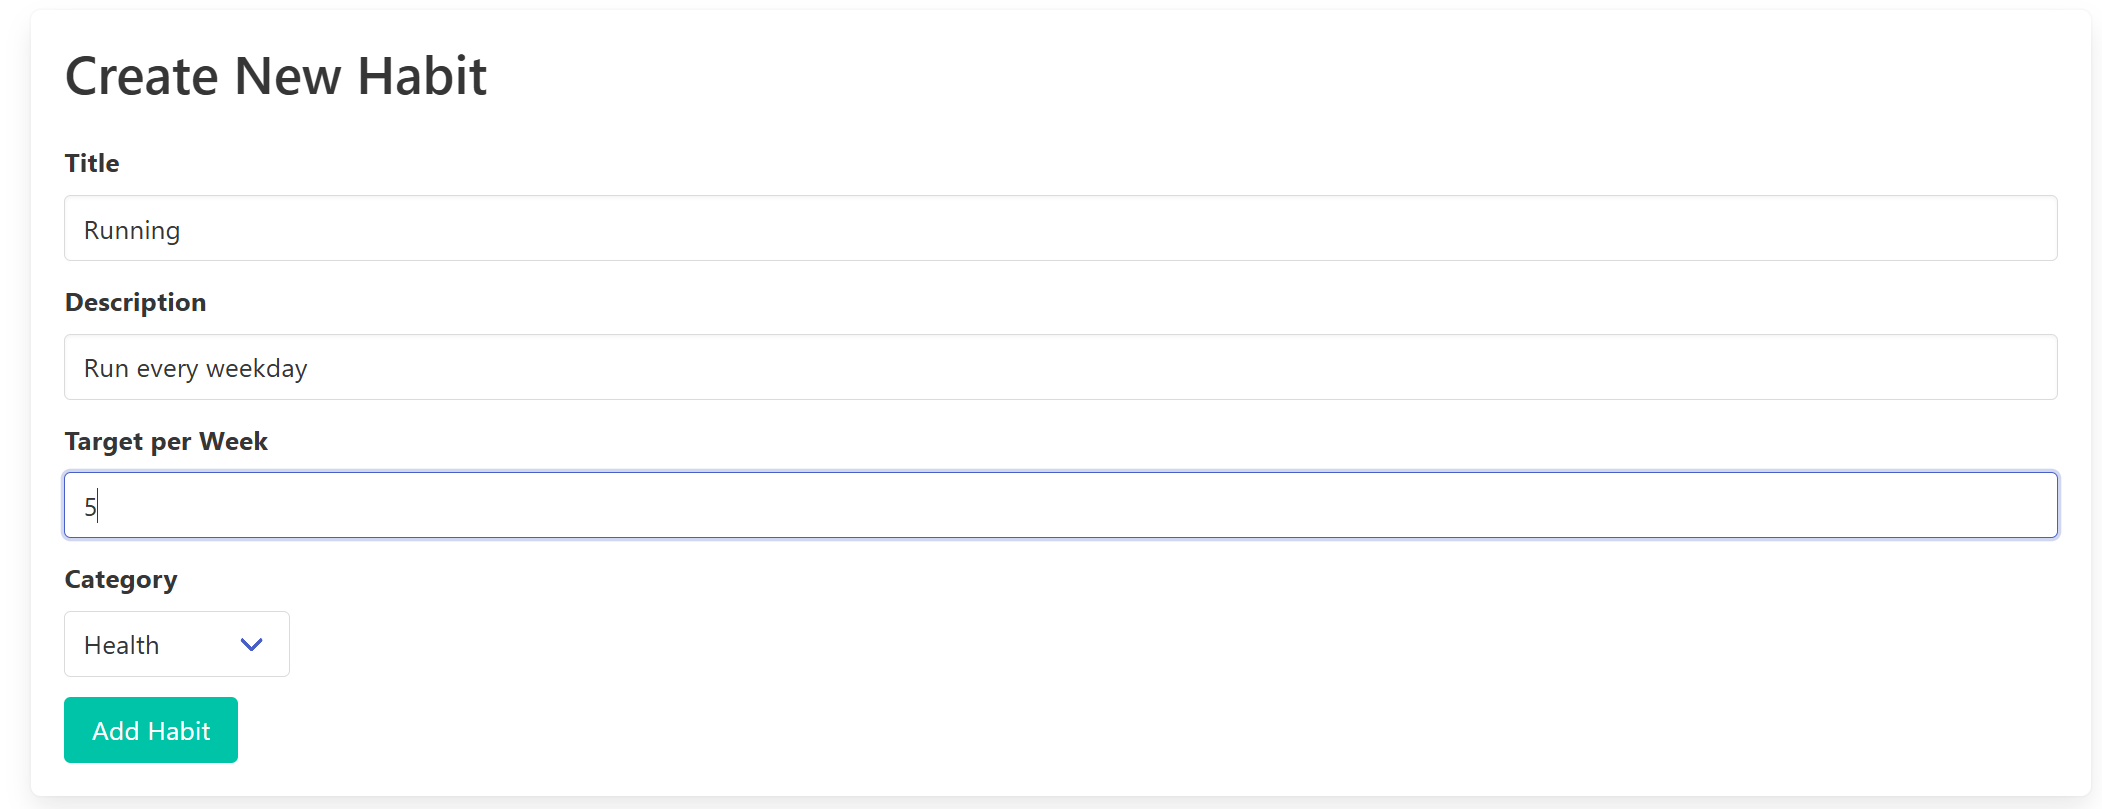 Create New Habit
Title
Running
Description
Run every weekday
Target per Week
5
Category
Health
Add Habit